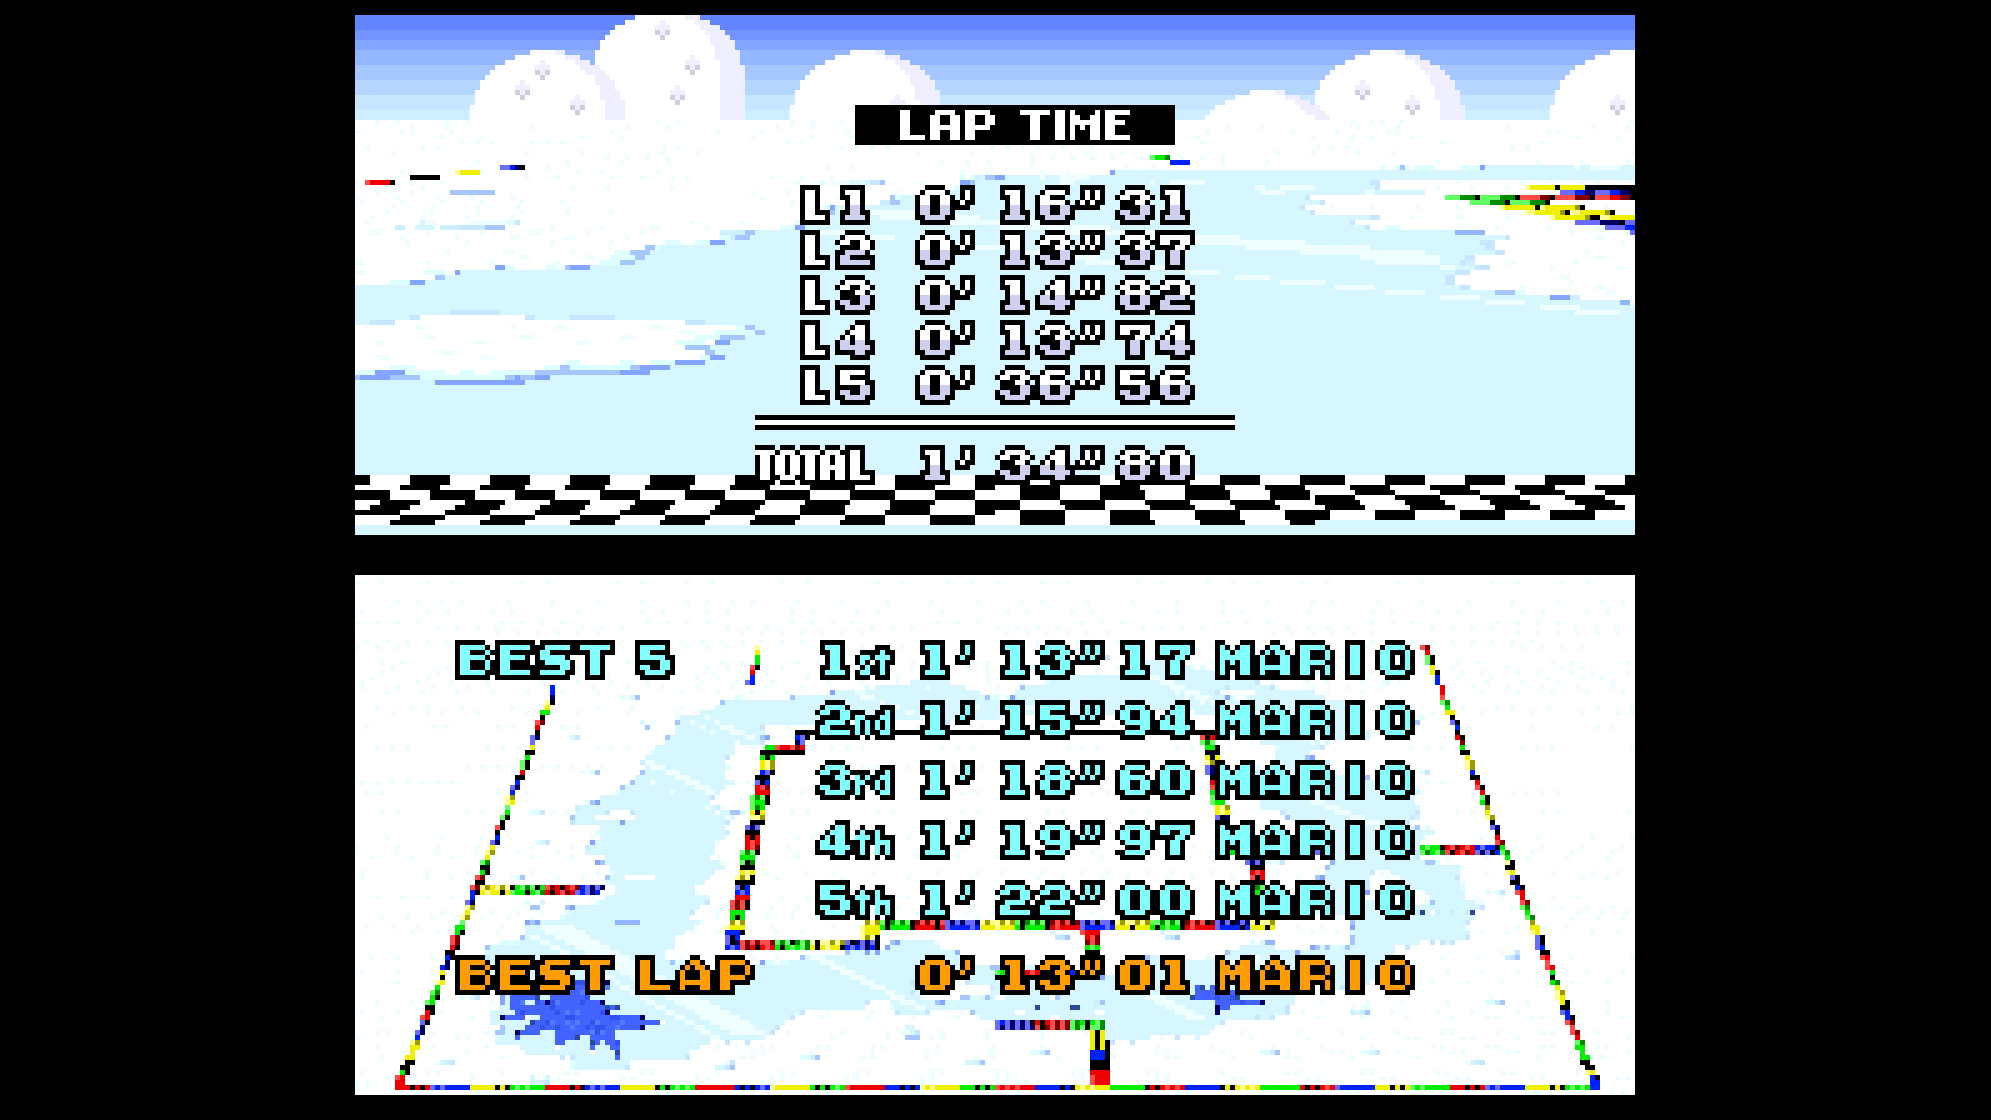 LAP TIME
L1 0' 16" 31
L2 0' 13" 37
L3 0' 14" 82
L4 0' 13" 74
L5 0' 36" 56
TOTAL 1' 34" 80
BEST 5 1st 1' 13" 17 MARIO
2nd 1' 15" 94 MARIO
3rd 1' 18" 60 MARIO
4th 1' 19" 97 MARIO
5th 1' 22" 00 MARIO
BEST LAP 0' 13" 01 MARIO